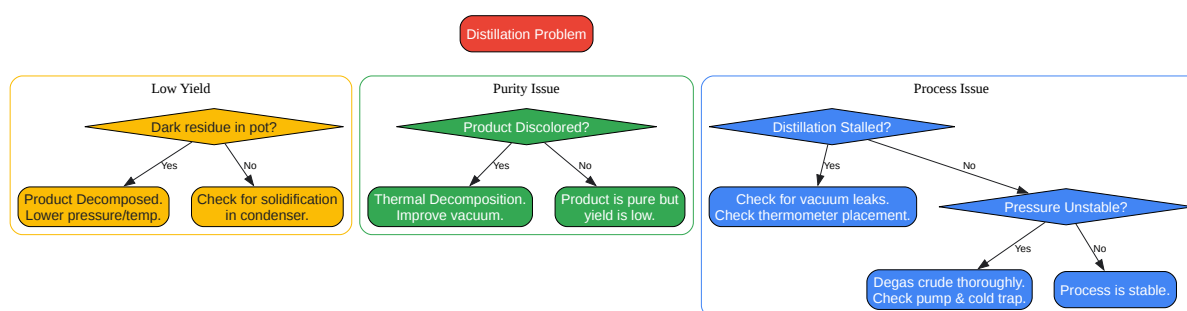 Distillation Problem
Low Yield
Dark residue in pot?
Yes
No
Product Decomposed.
Lower pressure/temp.
Check for solidification
in condenser.
Purity Issue
Product Discolored?
Yes
No
Thermal Decomposition.
Improve vacuum.
Product is pure but
yield is low.
Process Issue
Distillation Stalled?
Yes
No
Check for vacuum leaks.
Check thermometer placement.
Pressure Unstable?
Yes
No
Degas crude thoroughly.
Check pump & cold trap.
Process is stable.